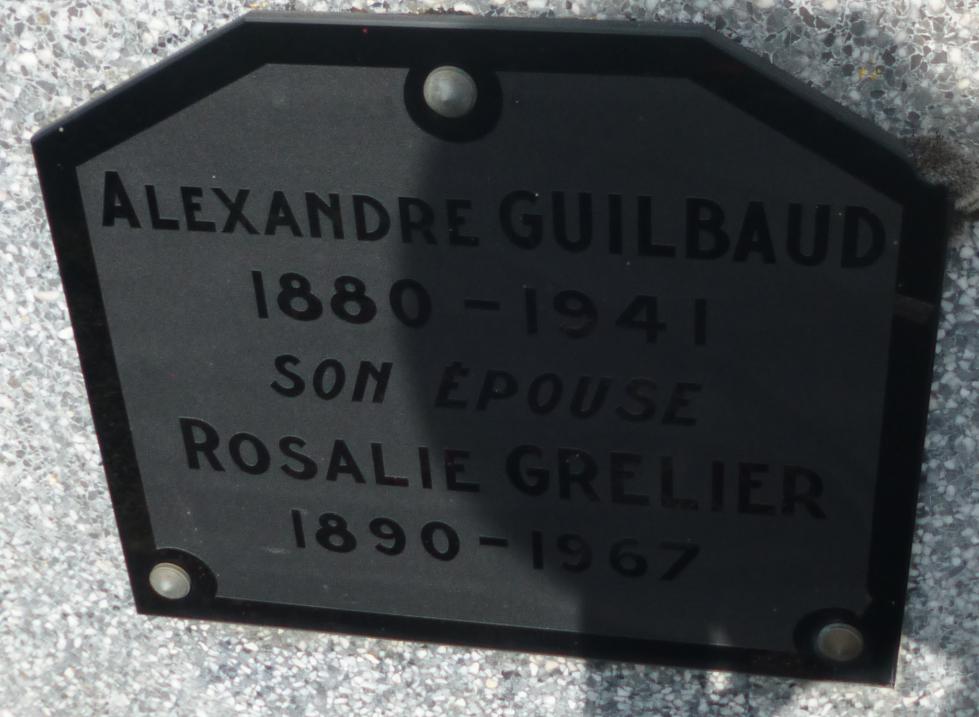 ALEXANDRE GUILBAUD
1880 - 1941
SON ÉPOUSE
ROSALIE GRELIER
1890 - 1967